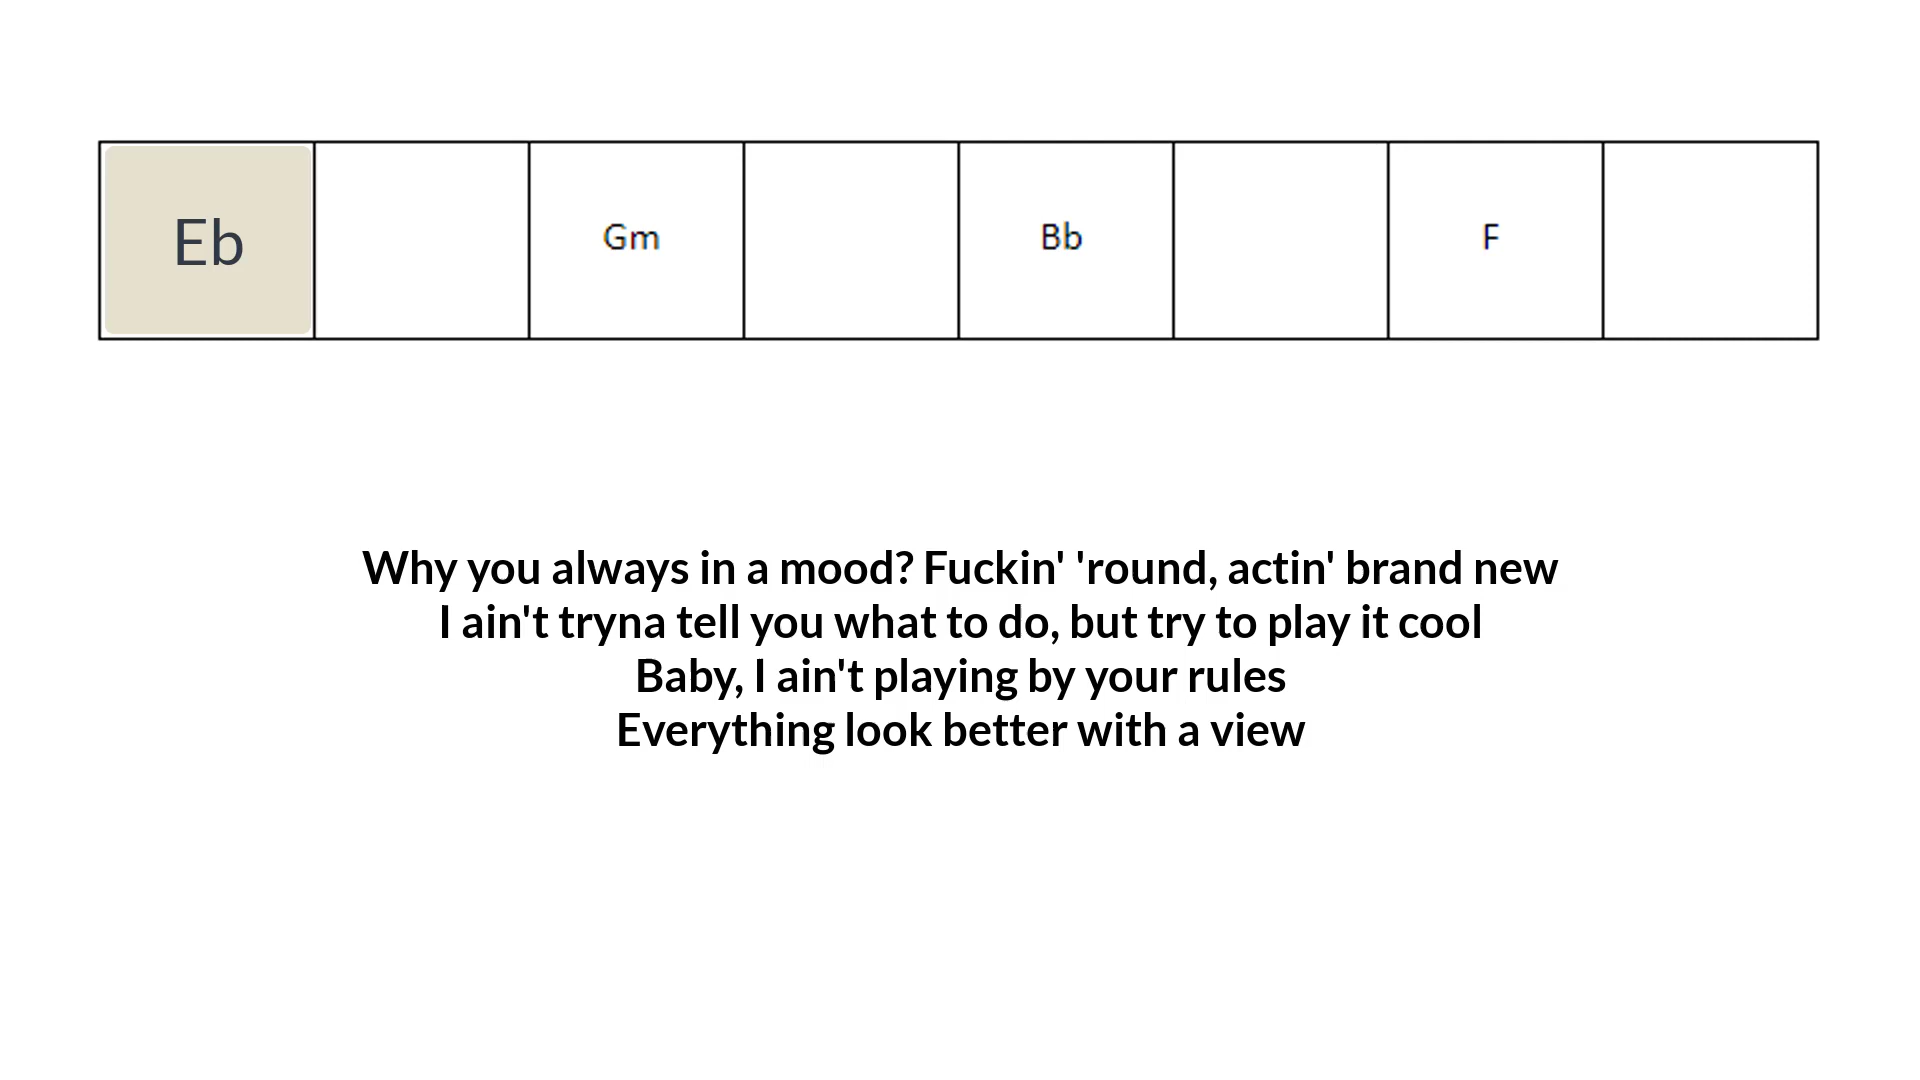 Eb Gm Bb F
Why you always in a mood? Fuckin' 'round, actin' brand new
I ain't tryna tell you what to do, but try to play it cool
Baby, I ain't playing by your rules
Everything look better with a view